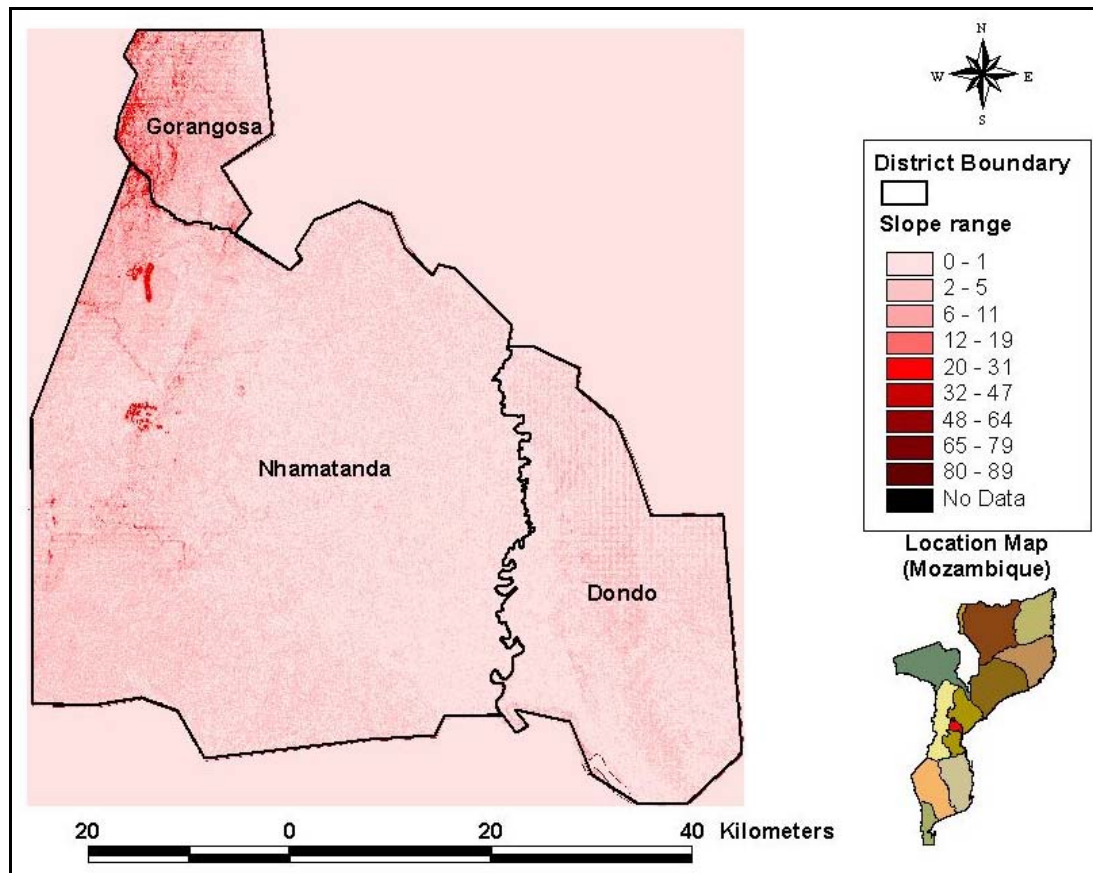 N
W E
S
Gorangosa
Nhamatanda
Dondo
District Boundary
Slope range
0 - 1
2 - 5
6 - 11
12 - 19
20 - 31
32 - 47
48 - 64
65 - 79
80 - 89
No Data
Location Map
(Mozambique)
20 0 20 40 Kilometers